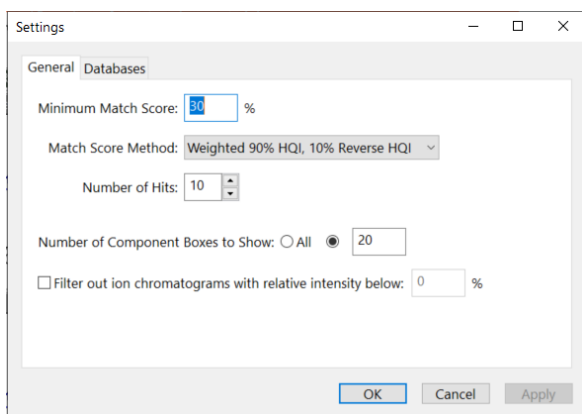 Settings
General Databases
Minimum Match Score: 30 %
Match Score Method: Weighted 90% HQI, 10% Reverse HQI
Number of Hits: 10
Number of Component Boxes to Show: All 20
Filter out ion chromatograms with relative intensity below: 0 %
OK Cancel Apply